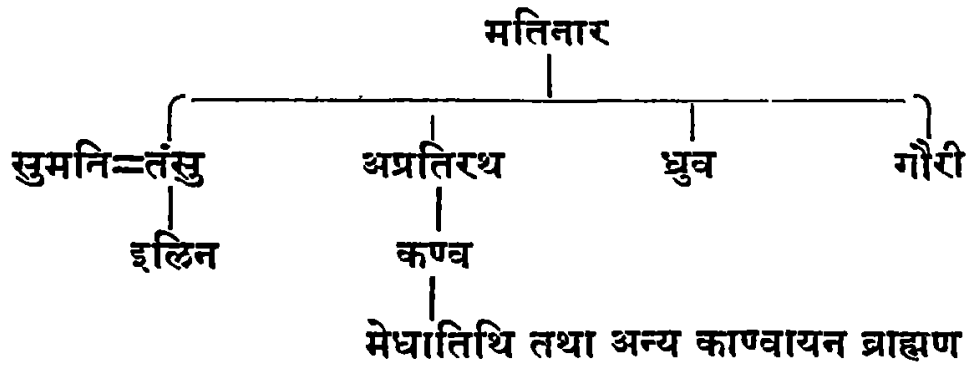 मतिनार
सुमति=तंसु अप्रतिरथ ध्रुव गौरी
इलिन कण्व
मेधातिथि तथा अन्य काण्वायन ब्राह्मण